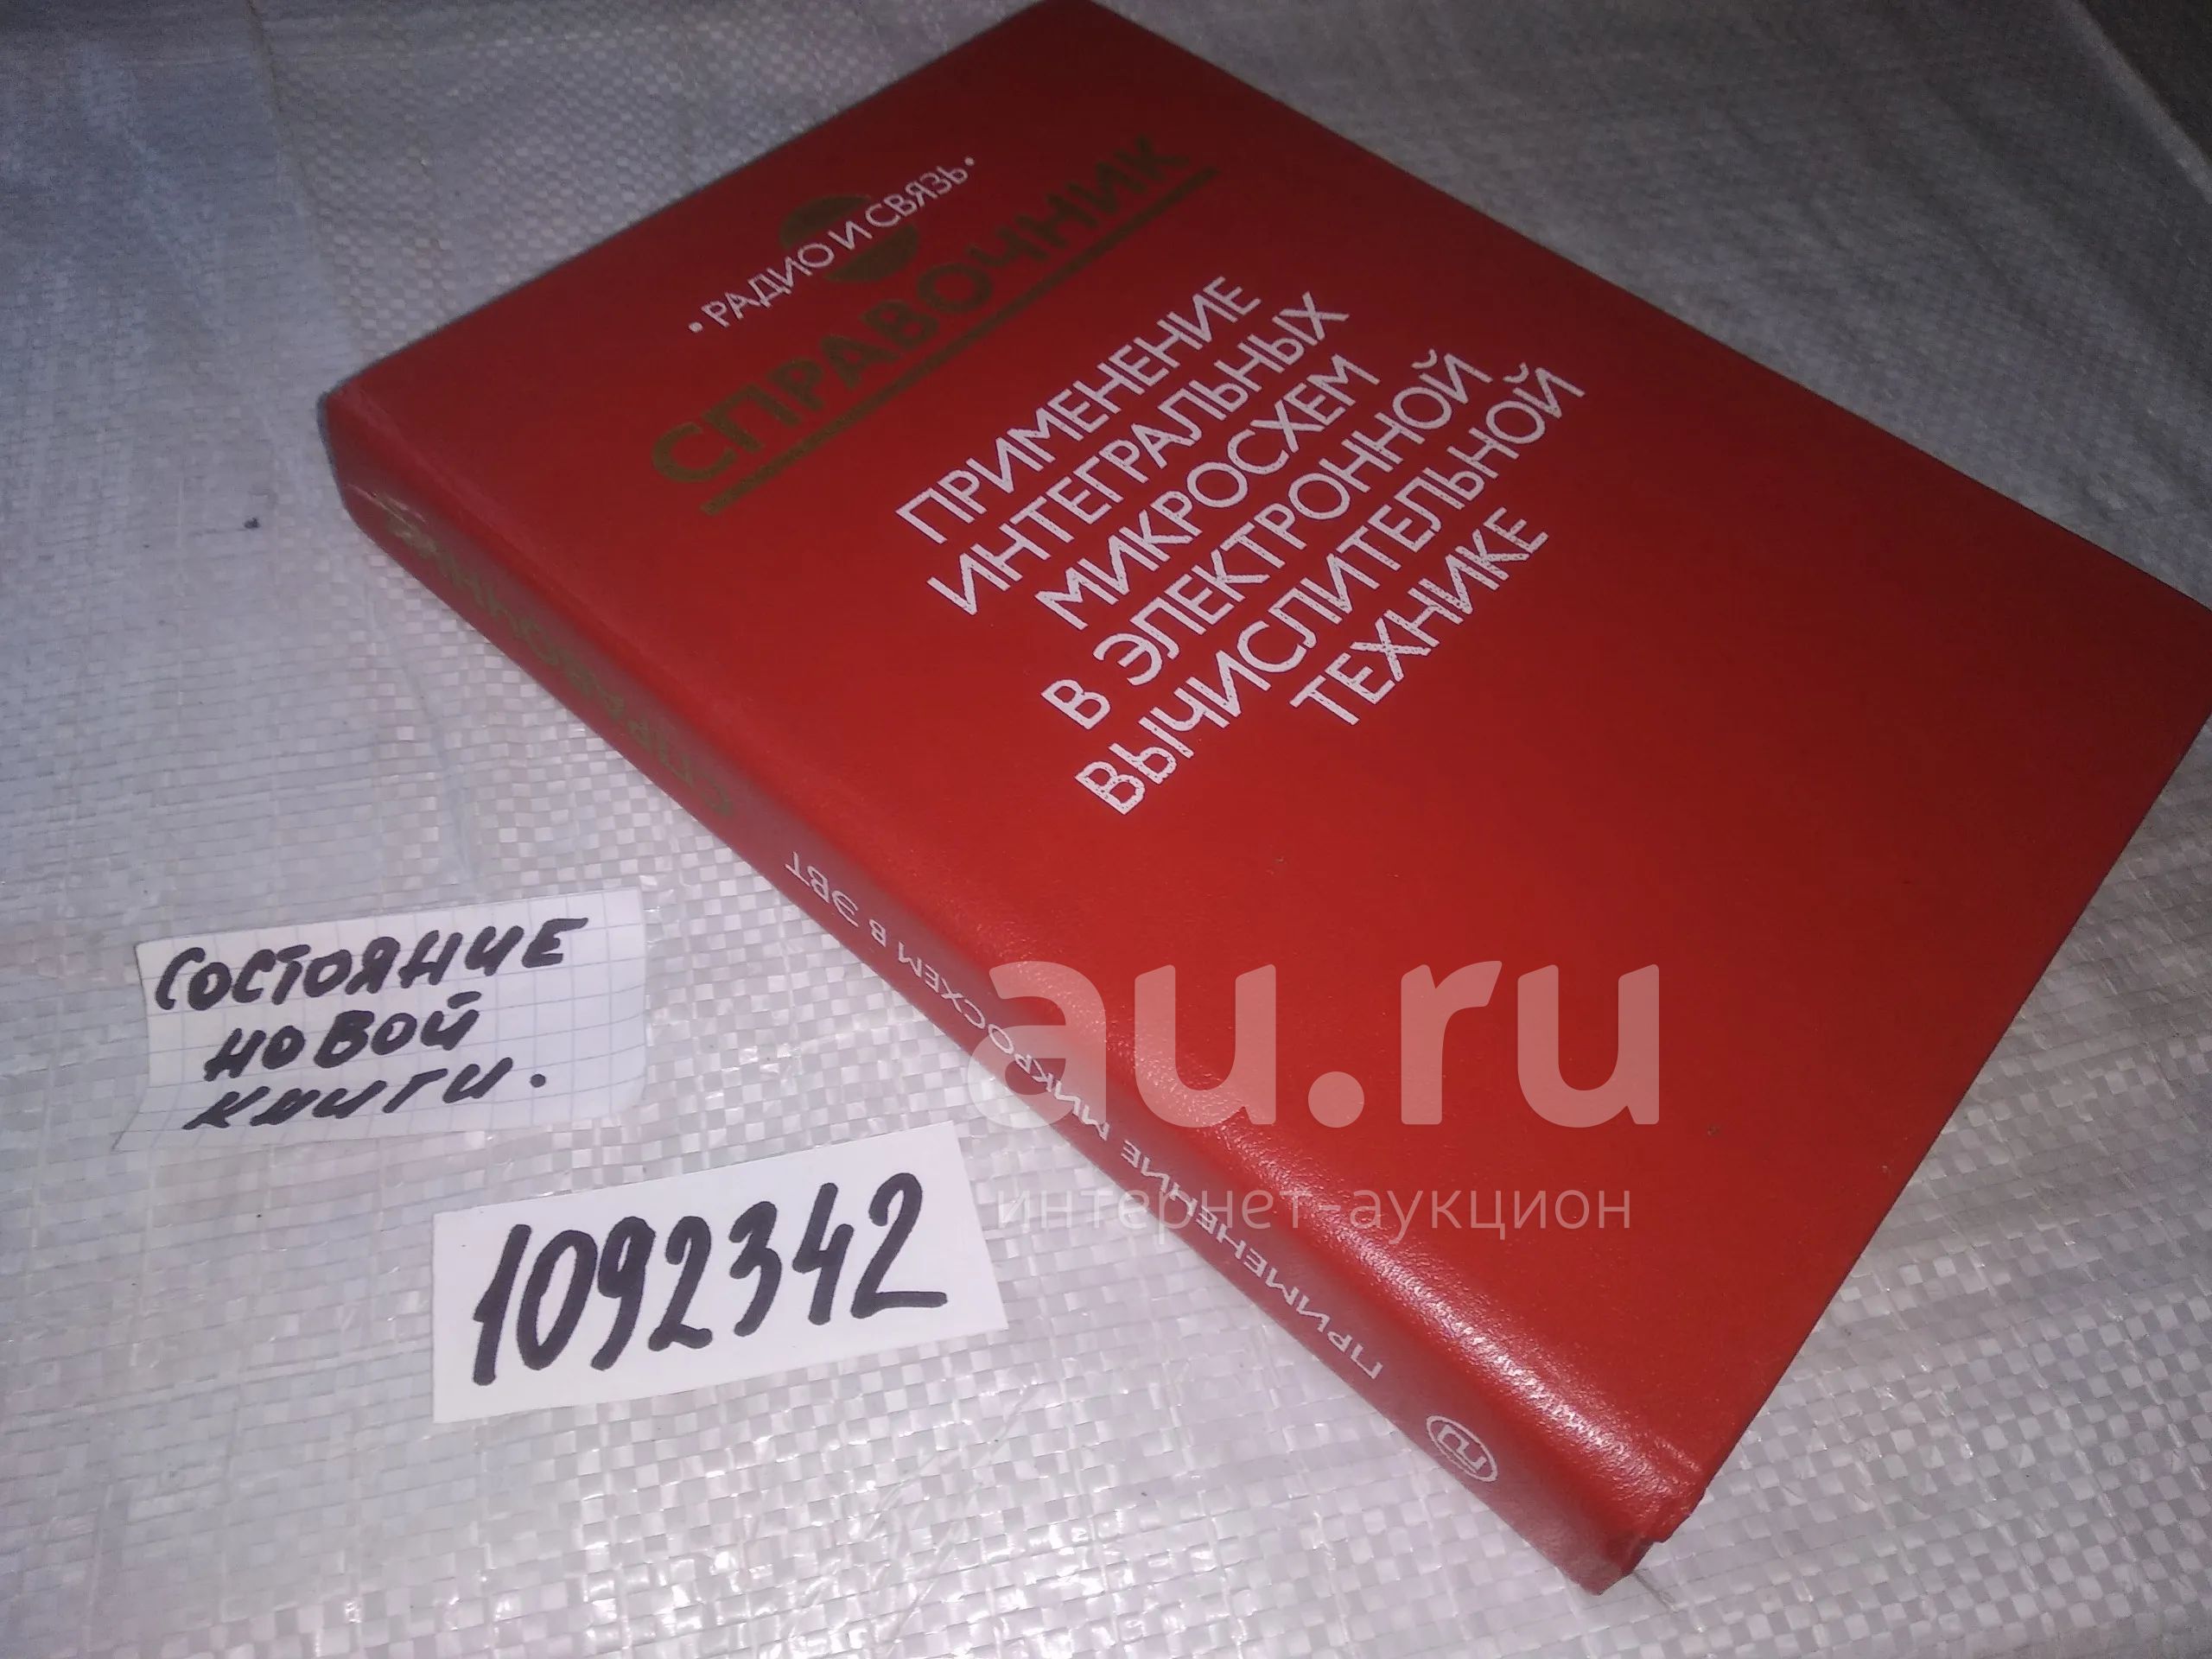 • РАДИО И СВЯЗЬ •
СПРАВОЧНИК
ПРИМЕНЕНИЕ
ИНТЕГРАЛЬНЫХ
МИКРОСХЕМ
В ЭЛЕКТРОННОЙ
ВЫЧИСЛИТЕЛЬНОЙ
ТЕХНИКЕ
СПРАВОЧНИК
ПРИМЕНЕНИЕ МИКРОСХЕМ В ЭВТ
СОСТОЯНИЕ
НОВОЙ
КНИГИ.
1092342
au.ru
интернет-аукцион